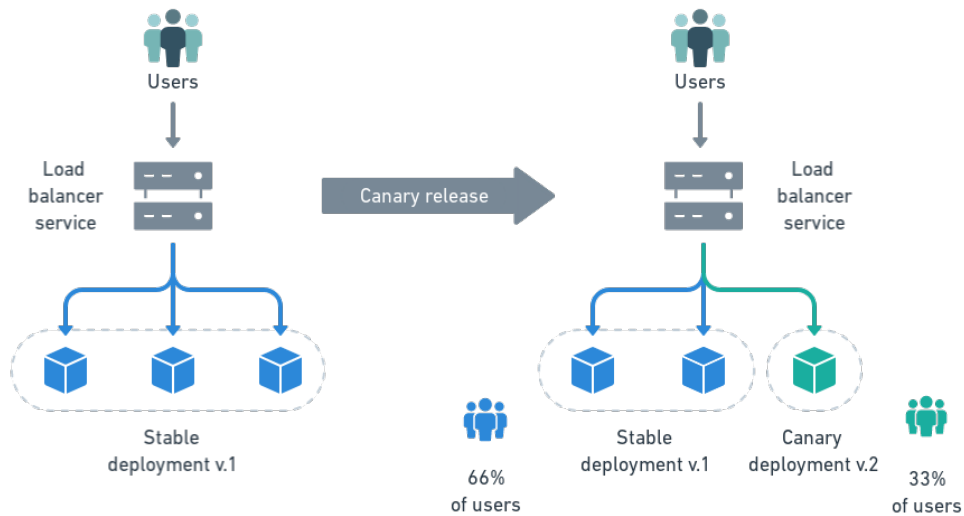 Users
Load
balancer
service
Stable
deployment v.1
Canary release
Users
Load
balancer
service
Stable
deployment v.1
Canary
deployment v.2
66%
of users
33%
of users